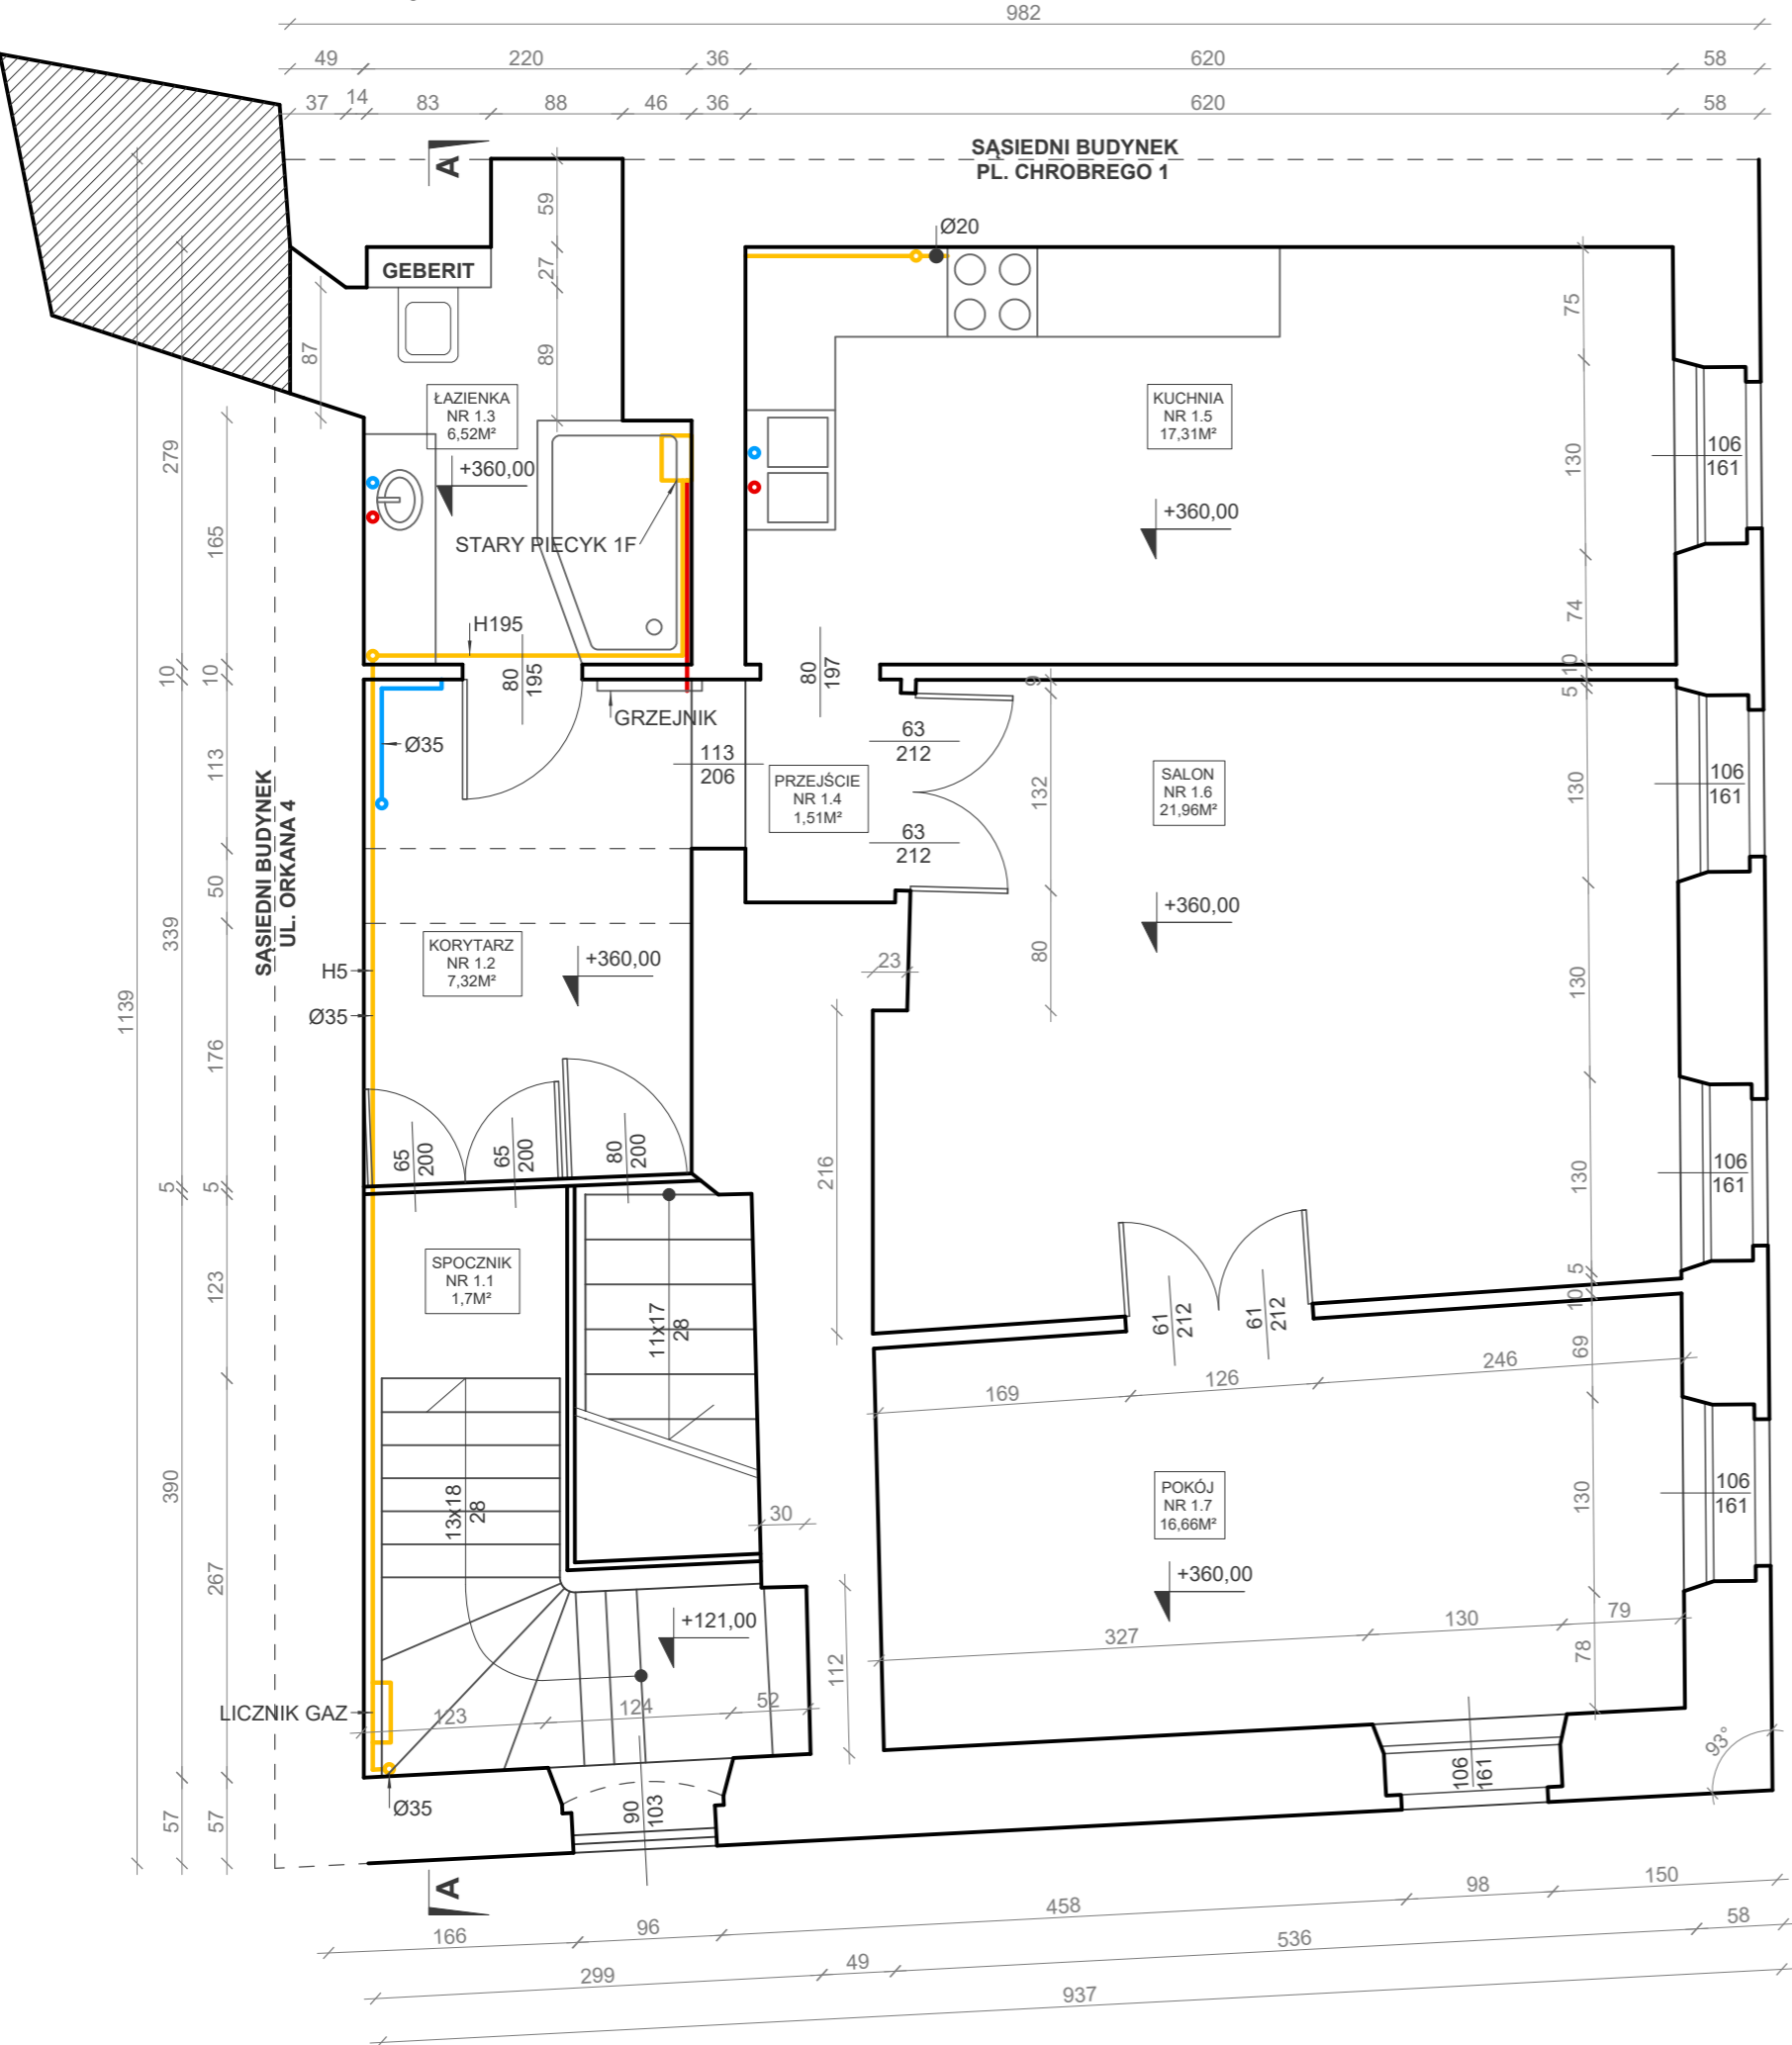 982
49 220 36 620 58
37 14 83 88 46 36 620 58
A
SĄSIEDNI BUDYNEK
PL. CHROBREGO 1
59
Ø20
GEBERIT
27
75
87
89
ŁAZIENKA
NR 1.3
6,52M²
KUCHNIA
NR 1.5
17,31M²
106
161
130
279
+360,00
+360,00
165
STARY PIECYK 1F
H195
80
195
80
197
74
10
10
10
9
5
GRZEJNIK
Ø35
63
212
113
206
113
PRZEJŚCIE
NR 1.4
1,51M²
132
SALON
NR 1.6
21,96M²
130
106
161
63
212
SĄSIEDNI BUDYNEK
UL. ORKANA 4
50
339
+360,00
KORYTARZ
NR 1.2
7,32M²
+360,00
23
80
130
H5
Ø35
1139
176
65
200
65
200
80
200
216
130
106
161
5
5
SPOCZNIK
NR 1.1
1,7M²
123
11x17
28
61
212
61
212
5
10
69
169
126
246
390
13x18
28
POKÓJ
NR 1.7
16,66M²
130
106
161
30
267
+360,00
+121,00
327
130
79
112
78
LICZNIK GAZ
123
124
52
93°
106
161
57
57
Ø35
90
103
A
166 96 458 98 150
299 49 536 58
937